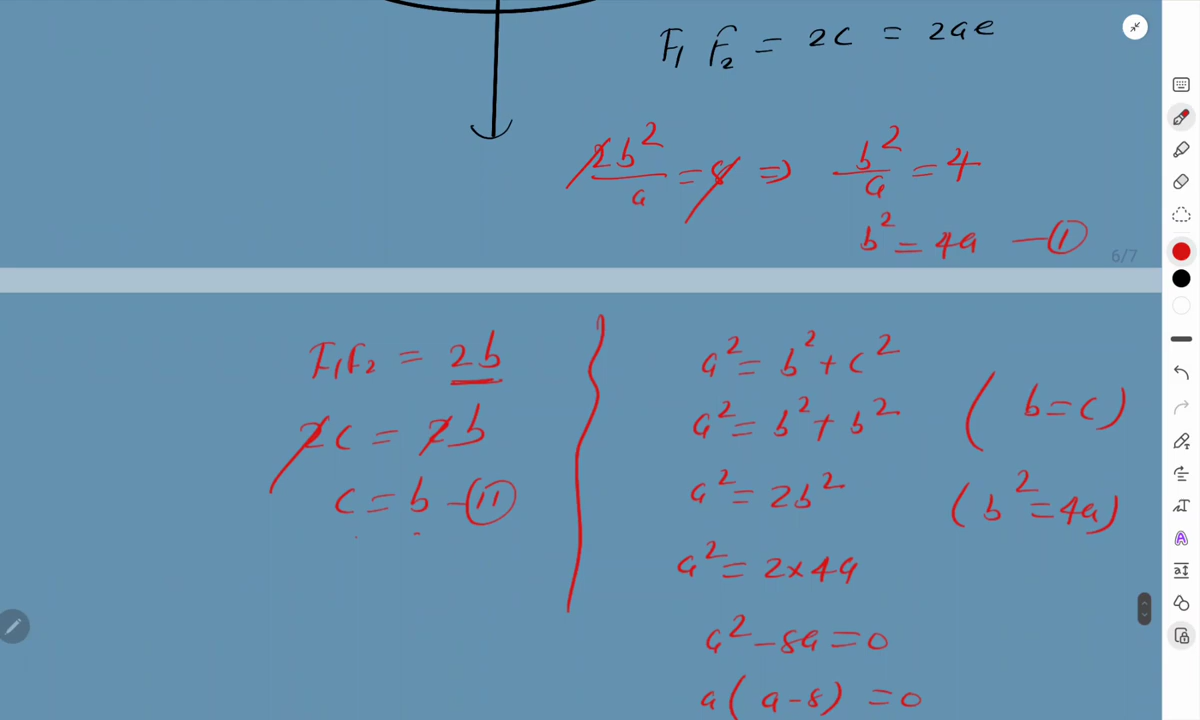 F₁ F₂ = 2c = 2ae
2b²/a = 8 ⇒ b²/a = 4
b² = 4a —(1)
6/7
F₁F₂ = 2b
2c = 2b
c = b —(11)
a² = b² + c²
a² = b² + b² (b = c)
a² = 2b² (b² = 4a)
a² = 2×4a
a² – 8a = 0
a(a–8) = 0